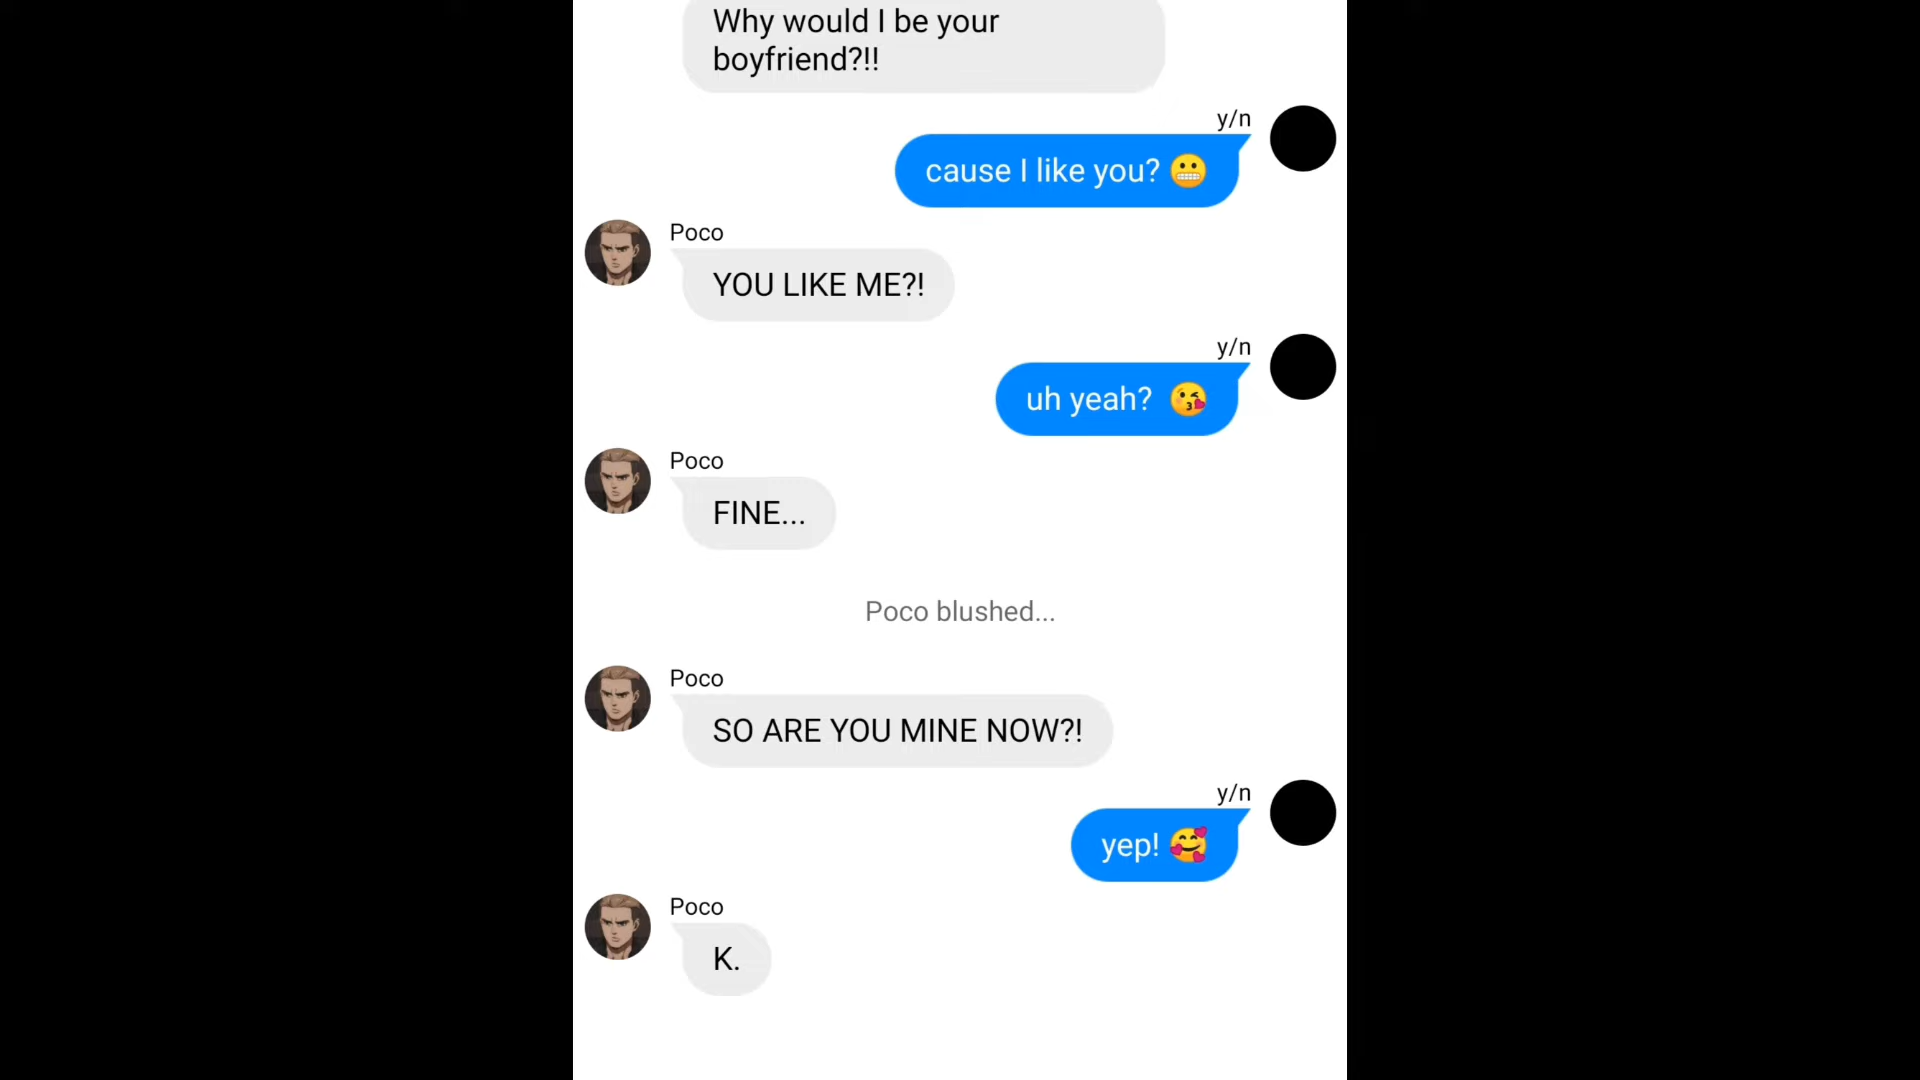 Why would I be your
boyfriend?!!
y/n
cause I like you? 😬
Poco
YOU LIKE ME?!
y/n
uh yeah? 😘
Poco
FINE...
Poco blushed...
Poco
SO ARE YOU MINE NOW?!
y/n
yep! 🥰
Poco
K.